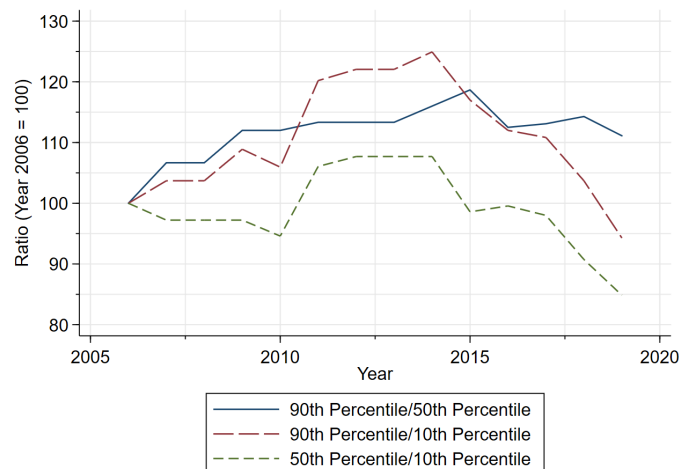 130
120
110
100
90
80
Ratio (Year 2006 = 100)
2005
2010
2015
2020
Year
90th Percentile/50th Percentile
90th Percentile/10th Percentile
50th Percentile/10th Percentile